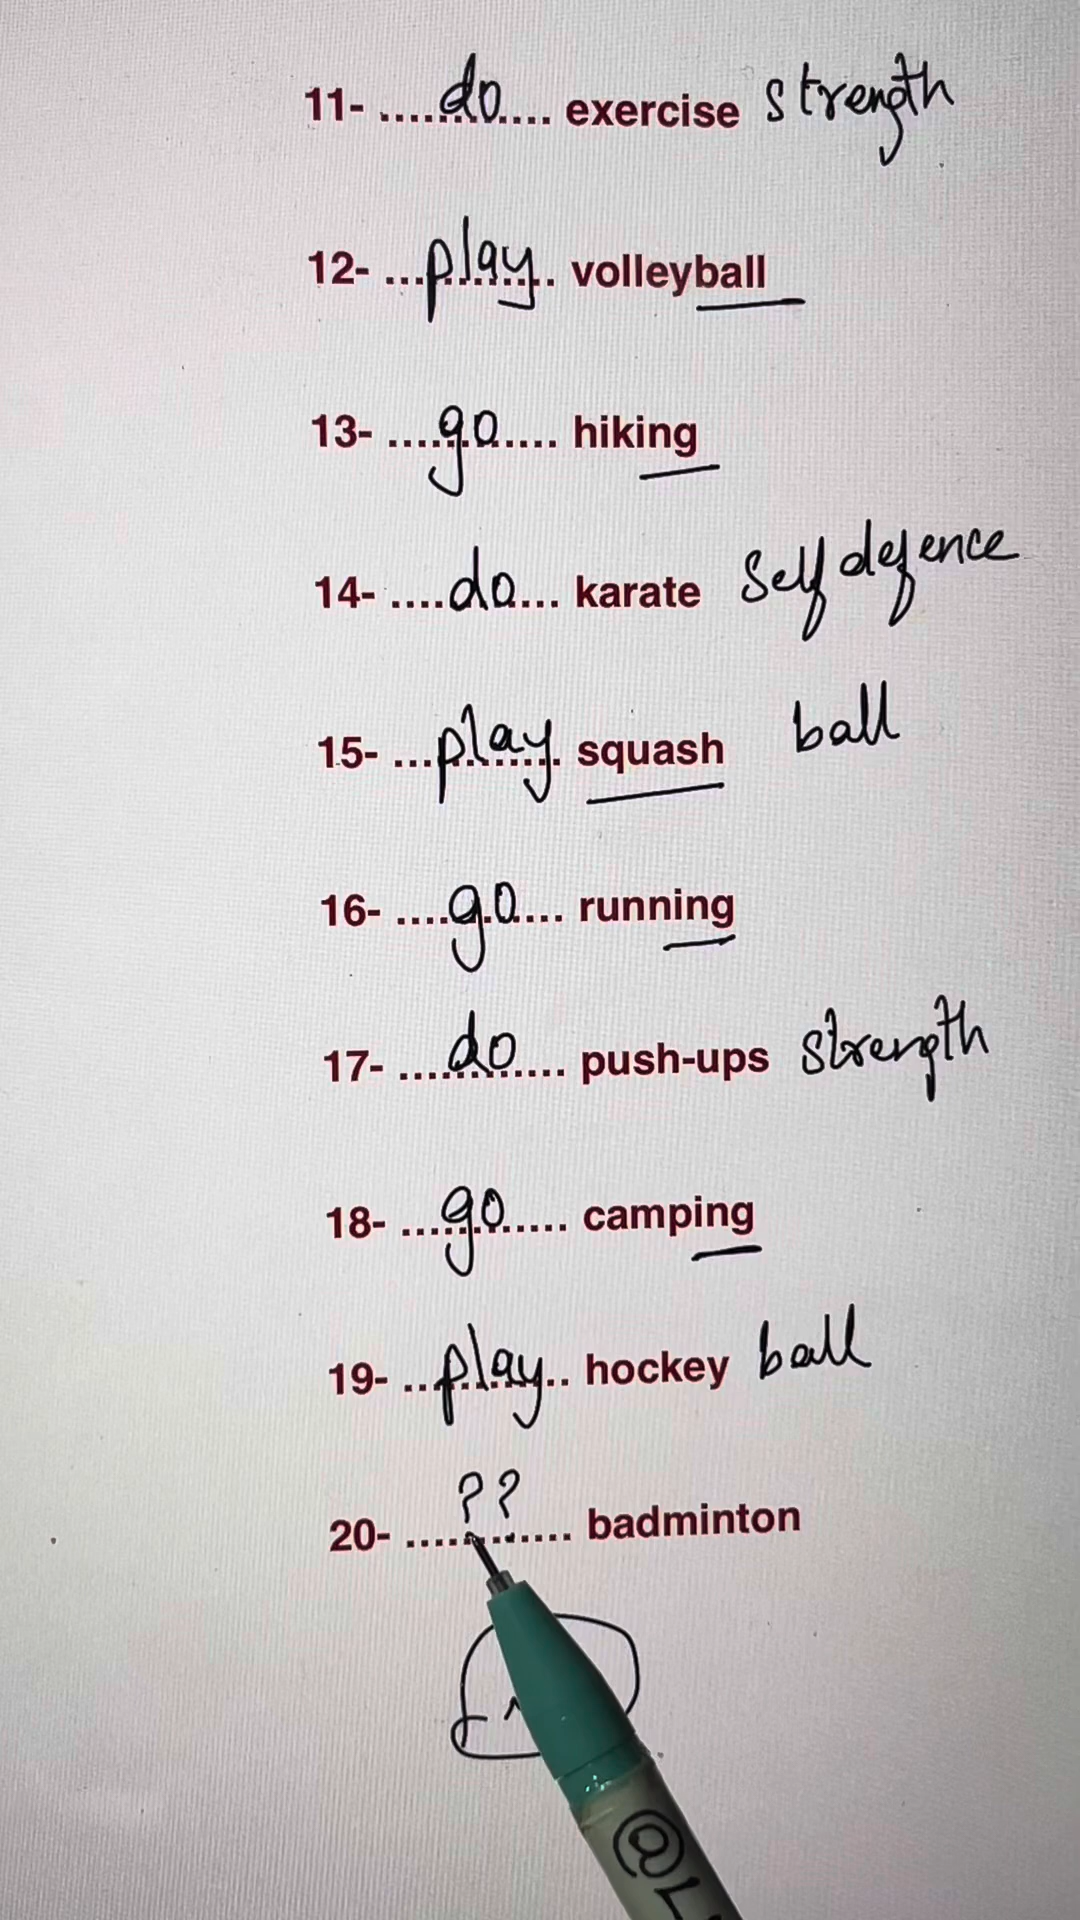 11- ....do.... exercise strength
12- ...play.. volleyball
13- ....go.... hiking
14- ....do... karate Self defence
15- ...play. squash ball
16- ....go.... running
17- ....do.... push-ups strength
18- ....go..... camping
19- ..play.. hockey ball
20- ....??.... badminton